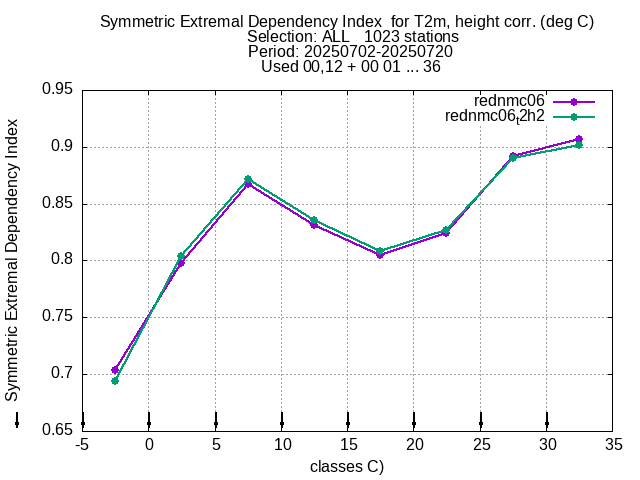 Symmetric Extremal Dependency Index for T2m, height corr. (deg C)
Selection: ALL 1023 stations
Period: 20250702-20250720
Used 00,12 + 00 01 ... 36
rednmc06
rednmc06t2h2
Symmetric Extremal Dependency Index
0.95
0.9
0.85
0.8
0.75
0.7
0.65
-5 0 5 10 15 20 25 30 35
classes C)